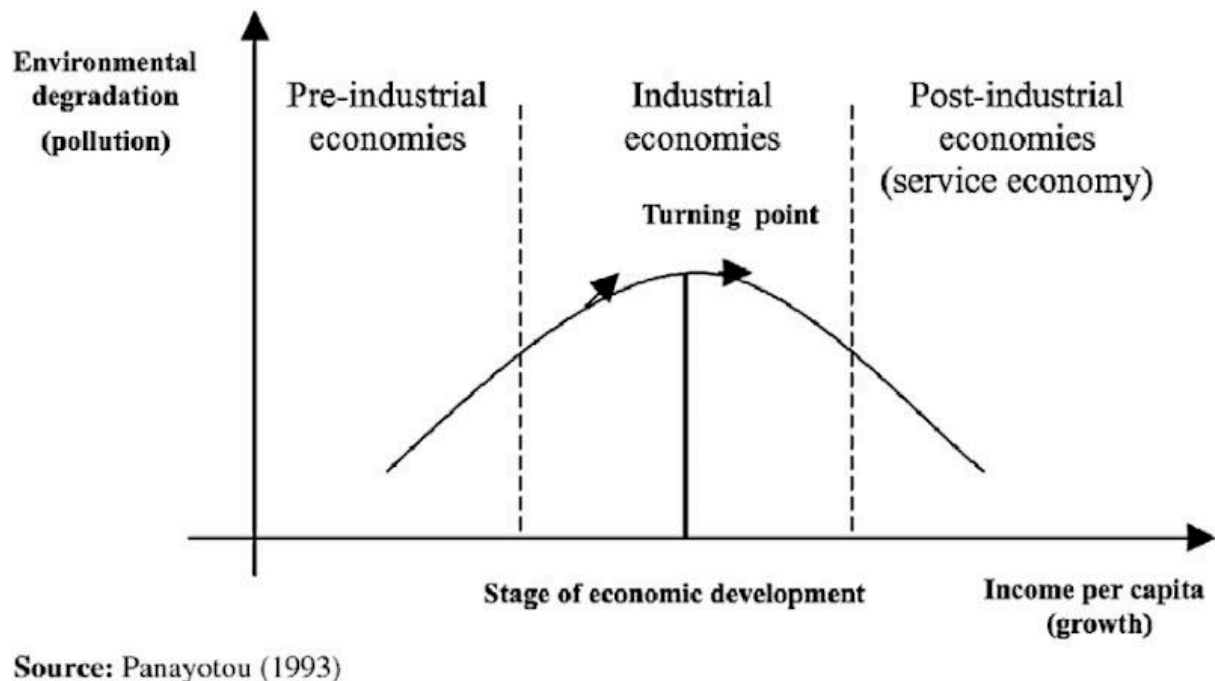 Environmental
degradation
(pollution)
Pre-industrial
economies
Industrial
economies
Post-industrial
economies
(service economy)
Turning point
Stage of economic development
Income per capita
(growth)
Source: Panayotou (1993)